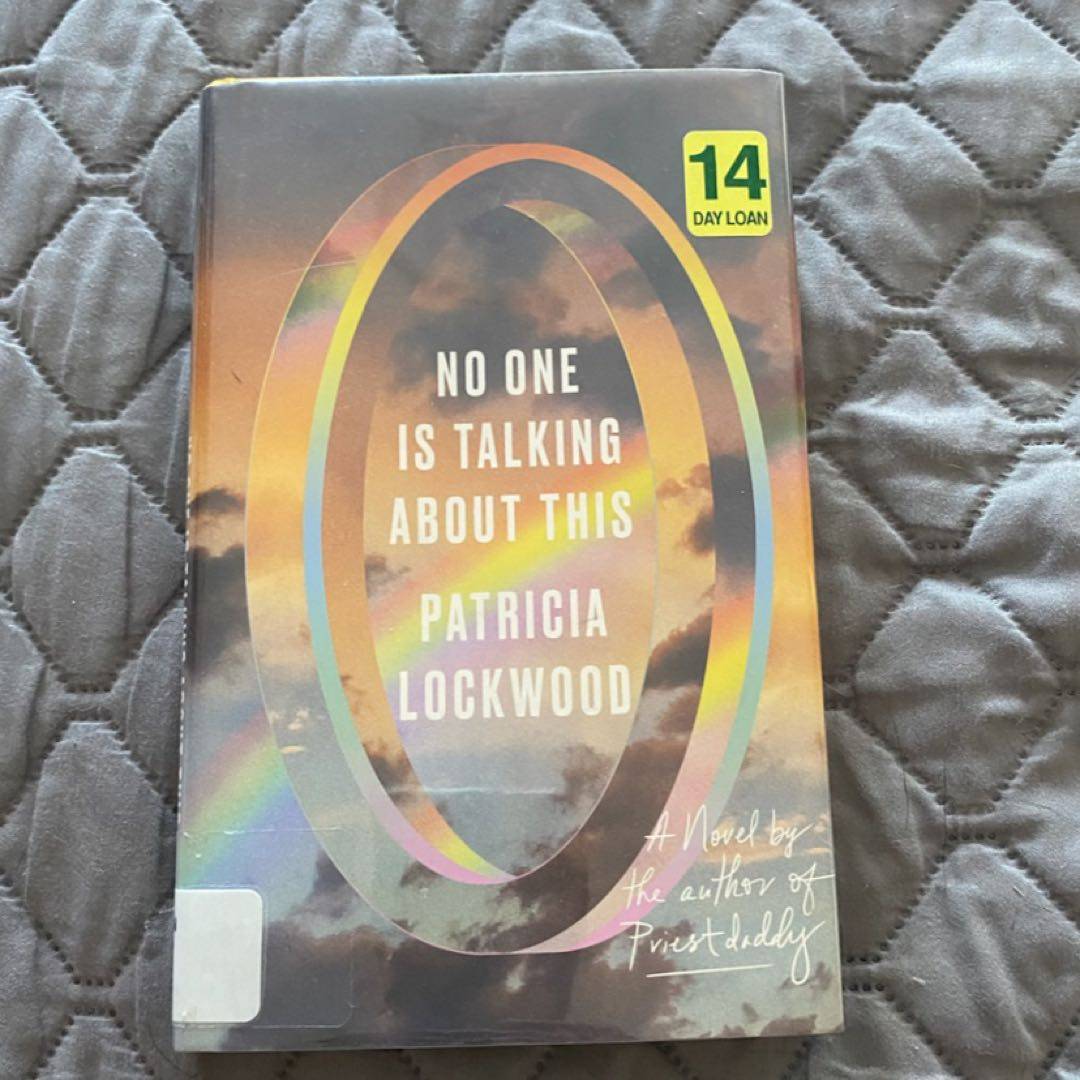 14
DAY LOAN
NO ONE
IS TALKING
ABOUT THIS
PATRICIA
LOCKWOOD
A Novel by
the author of
Priestdaddy